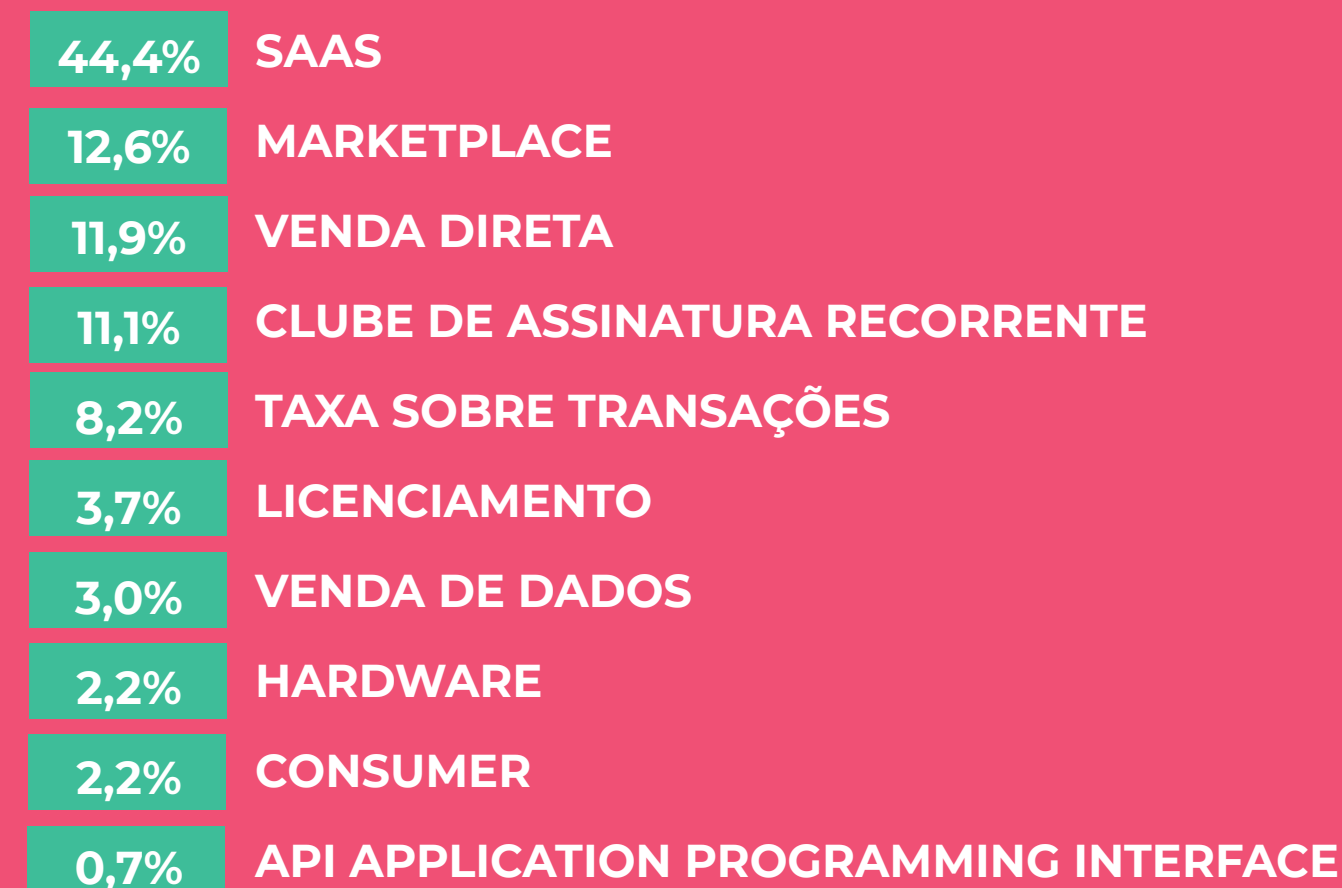 44,4% SAAS
12,6% MARKETPLACE
11,9% VENDA DIRETA
11,1% CLUBE DE ASSINATURA RECORRENTE
8,2% TAXA SOBRE TRANSAÇÕES
3,7% LICENCIAMENTO
3,0% VENDA DE DADOS
2,2% HARDWARE
2,2% CONSUMER
0,7% API APPLICATION PROGRAMMING INTERFACE